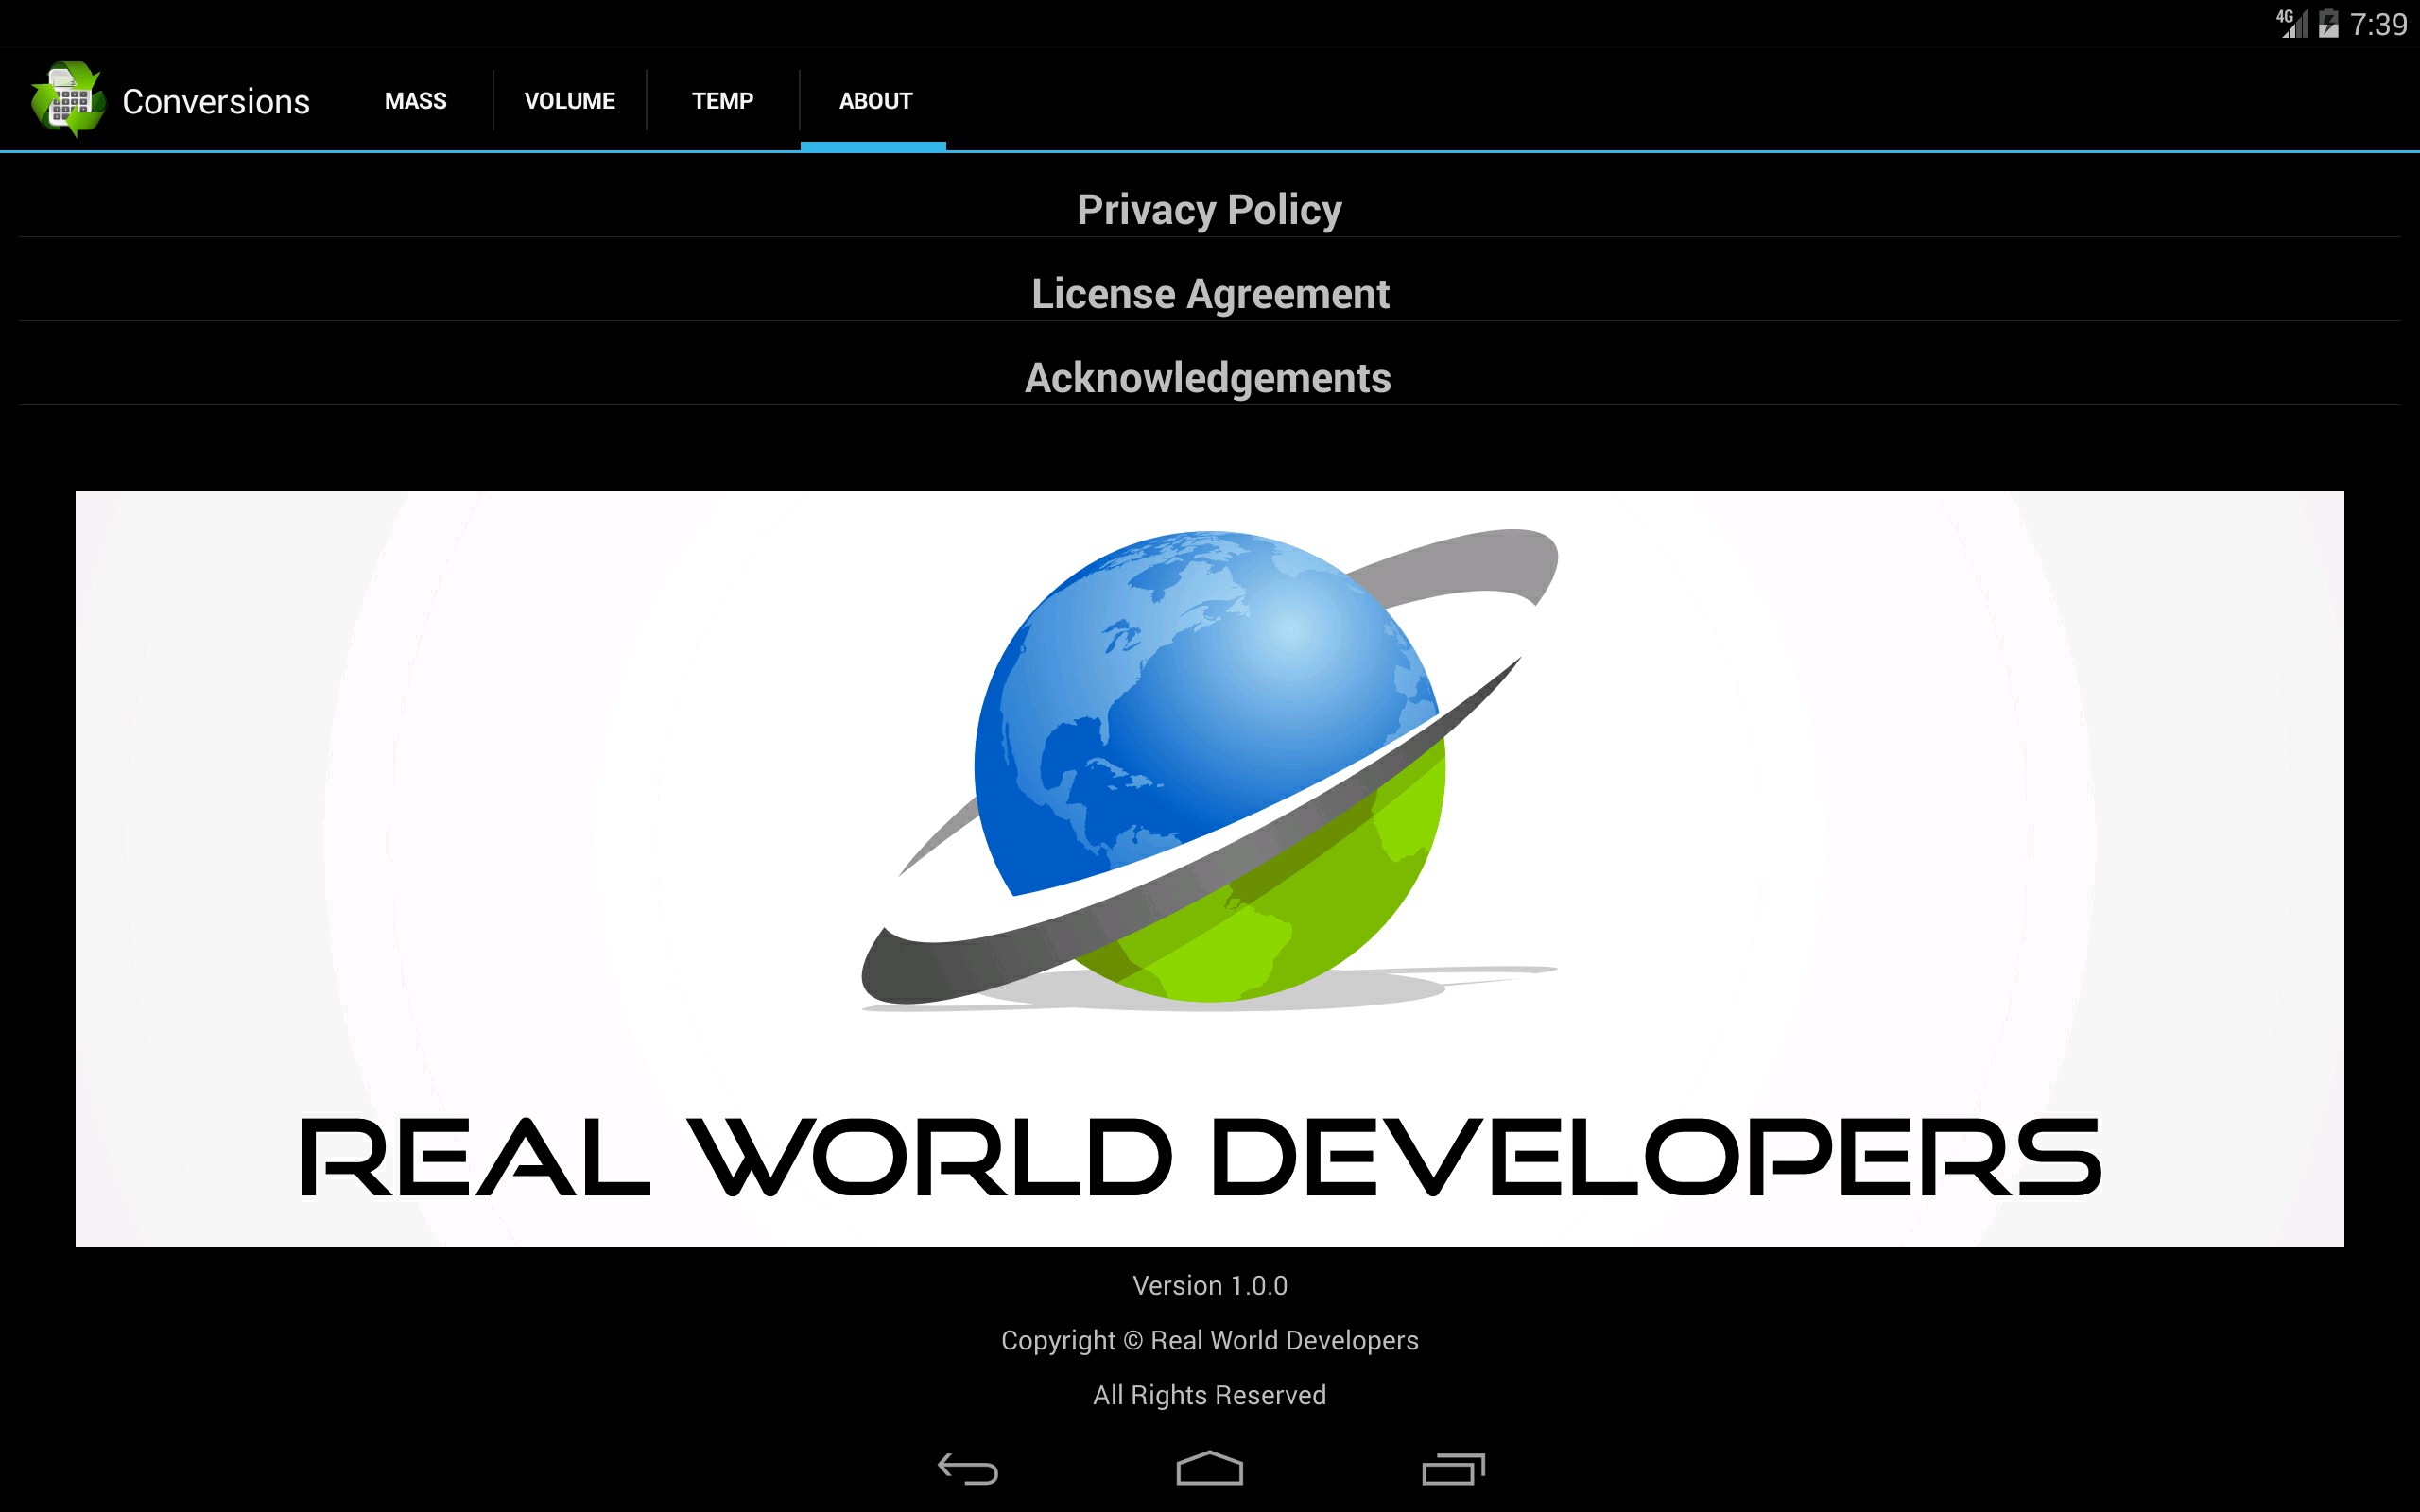 4G 7:39
Conversions MASS VOLUME TEMP ABOUT
Privacy Policy
License Agreement
Acknowledgements
REAL WORLD DEVELOPERS
Version 1.0.0
Copyright © Real World Developers
All Rights Reserved